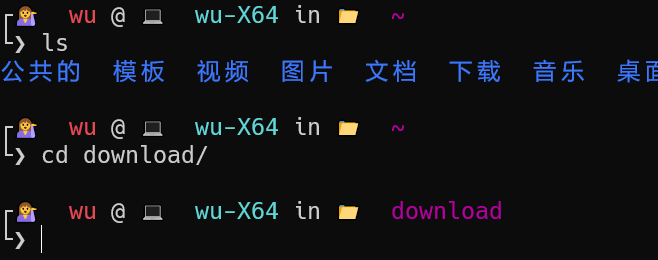 💁‍♀️ wu @ 💻 wu-X64 in 📂 ~
❯ ls
公共的 模板 视频 图片 文档 下载 音乐 桌面
💁‍♀️ wu @ 💻 wu-X64 in 📂 ~
❯ cd download/
💁‍♀️ wu @ 💻 wu-X64 in 📂 download
❯